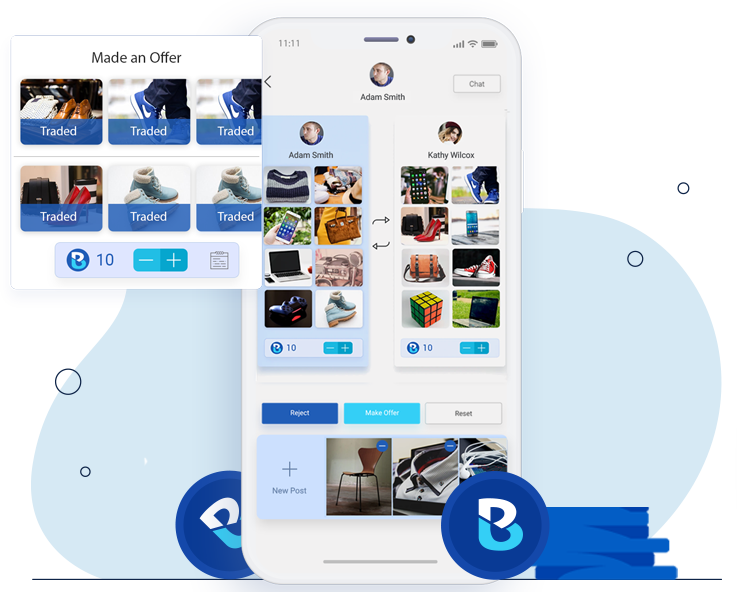 Made an Offer
Traded
Traded
Traded
Traded
Traded
Traded
10
11:11
Adam Smith
Chat
Adam Smith
Kathy Wilcox
10
10
Reject
Make Offer
Reset
New Post
B
B